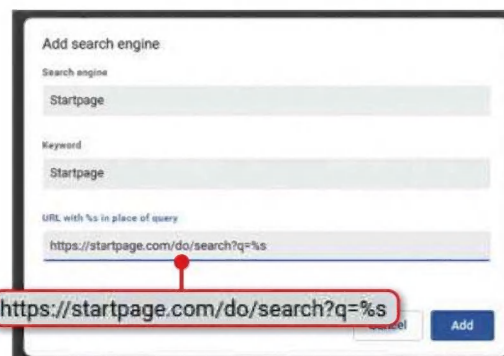 Add search engine
Search engine
Startpage
Keyword
Startpage
URL with %s in place of query
https://startpage.com/do/search?q=%s
https://startpage.com/do/search?q=%s
Cancel Add